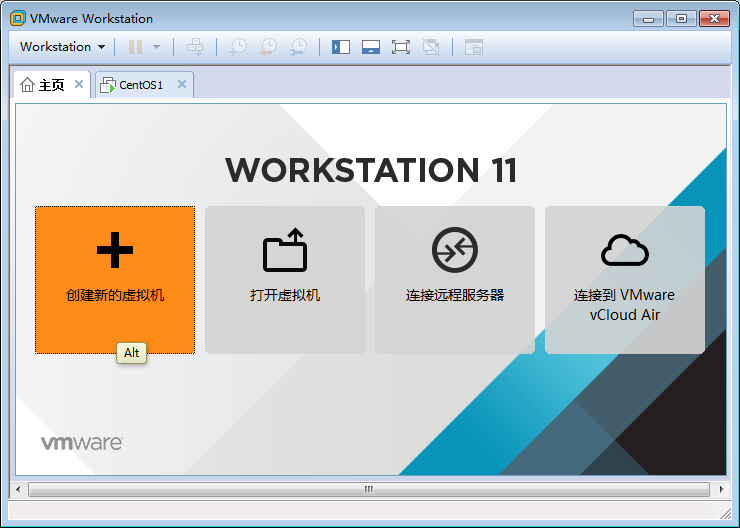 VMware Workstation
Workstation
主页
CentOS1
WORKSTATION 11
创建新的虚拟机
打开虚拟机
连接远程服务器
连接到 VMware
vCloud Air
Alt
vmware